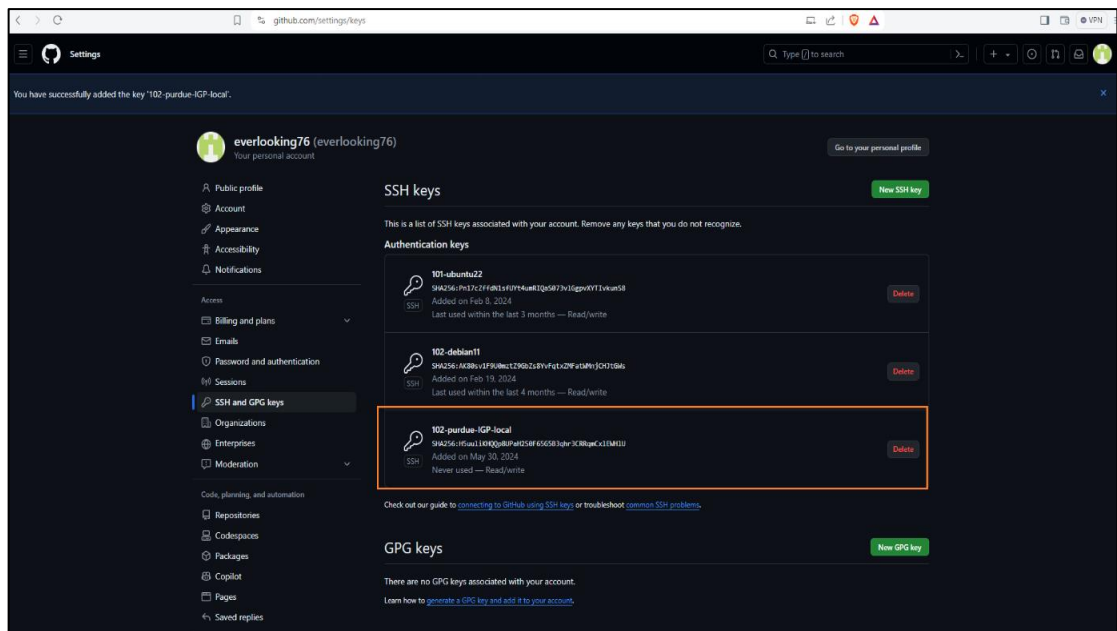 github.com/settings/keys
VPN
Settings
Type / to search
You have successfully added the key '102-purdue-IGP-local'.
everlooking76 (everlooking76)
Your personal account
Go to your personal profile
Public profile
Account
Appearance
Accessibility
Notifications
Access
Billing and plans
Emails
Password and authentication
Sessions
SSH and GPG keys
Organizations
Enterprises
Moderation
Code, planning, and automation
Repositories
Codespaces
Packages
Copilot
Pages
Saved replies
SSH keys
New SSH key
This is a list of SSH keys associated with your account. Remove any keys that you do not recognize.
Authentication keys
101-ubuntu22
SSH
Added on Feb 8, 2024
Last used within the last 3 months — Read/write
Delete
102-debian11
SSH
Added on Feb 19, 2024
Last used within the last 4 months — Read/write
Delete
102-purdue-IGP-local
SSH
Added on May 30, 2024
Never used — Read/write
Delete
Check out our guide to connecting to GitHub using SSH keys or troubleshoot common SSH problems.
GPG keys
New GPG key
There are no GPG keys associated with your account.
Learn how to generate a GPG key and add it to your account.